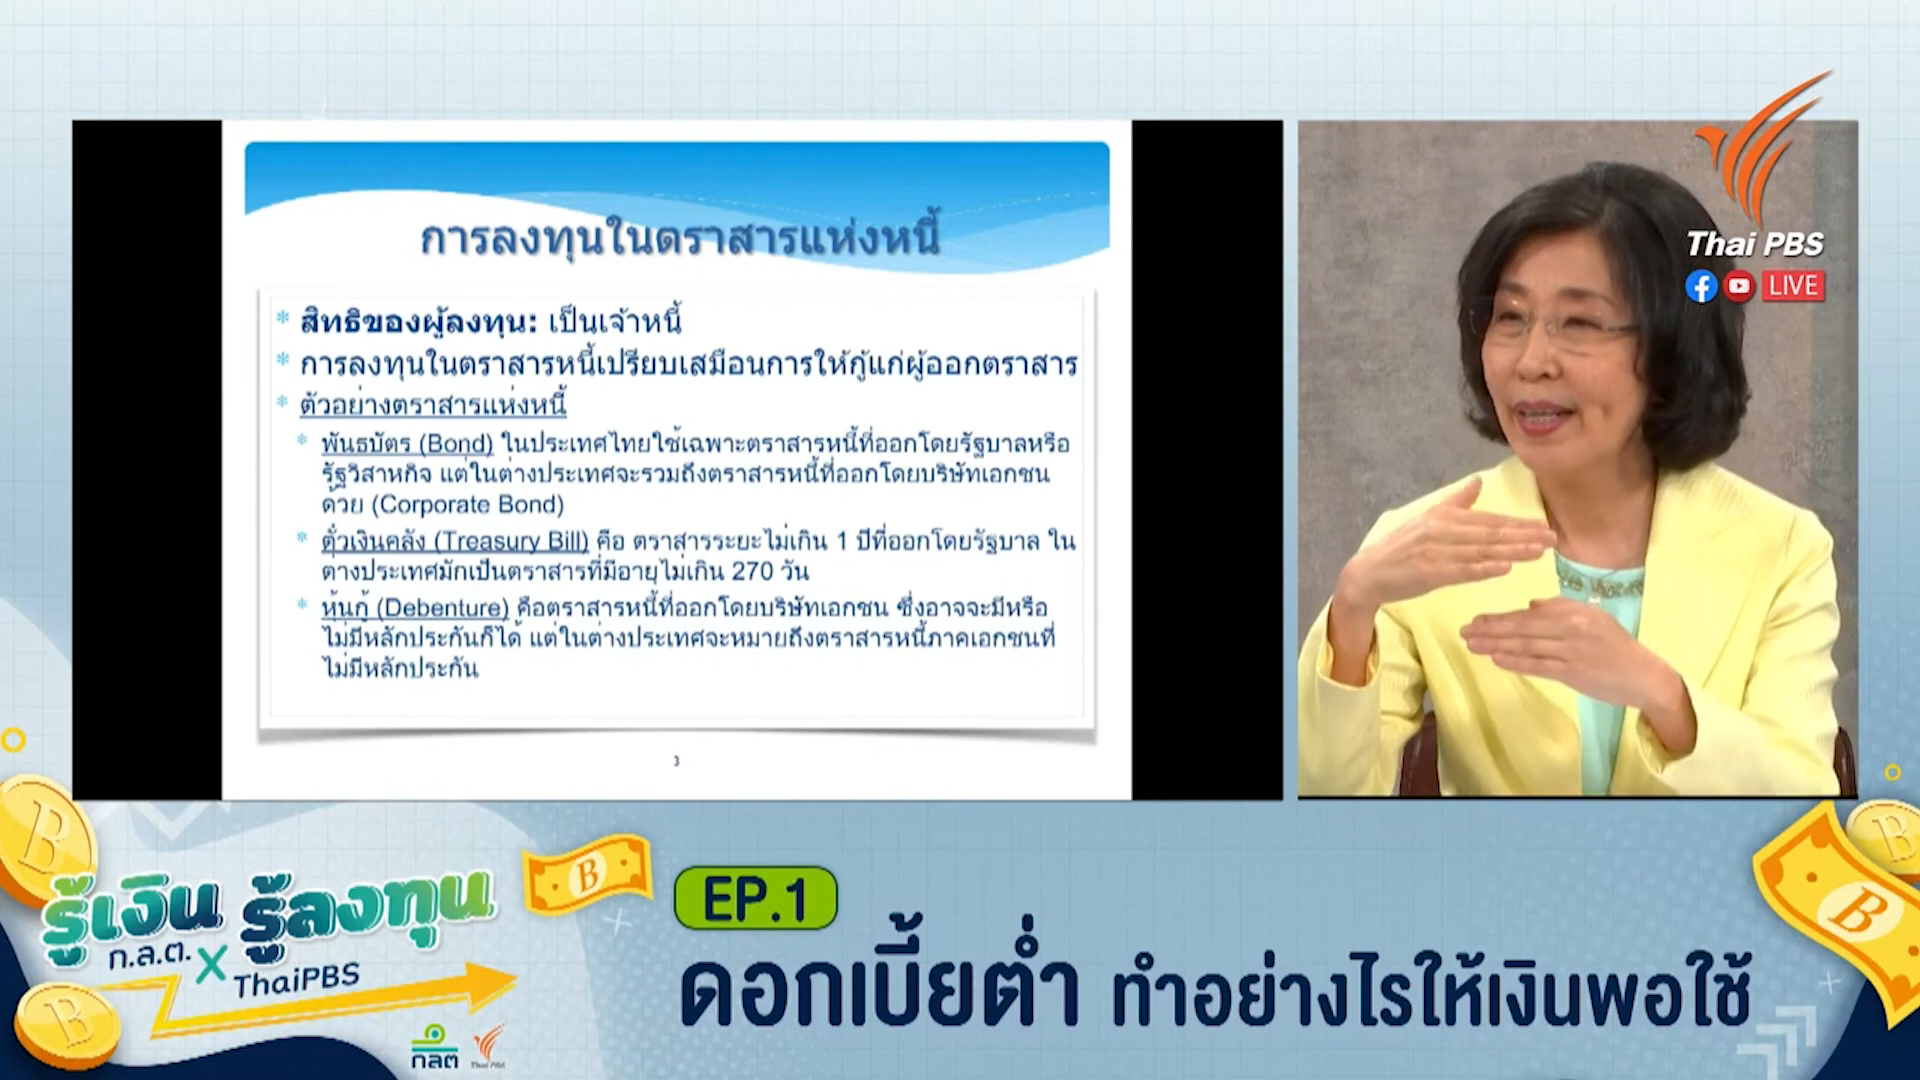 การลงทุนในตราสารแห่งหนี้
* สิทธิของผู้ลงทุน: เป็นเจ้าหนี้
* การลงทุนในตราสารหนี้เปรียบเสมือนการให้กู้แก่ผู้ออกตราสาร
* ตัวอย่างตราสารแห่งหนี้
* พันธบัตร (Bond) ในประเทศไทยใช้เฉพาะตราสารหนี้ที่ออกโดยรัฐบาลหรือ
รัฐวิสาหกิจ แต่ในต่างประเทศจะรวมถึงตราสารหนี้ที่ออกโดยบริษัทเอกชน
ด้วย (Corporate Bond)
* ตั๋วเงินคลัง (Treasury Bill) คือ ตราสารระยะไม่เกิน 1 ปีที่ออกโดยรัฐบาล ใน
ต่างประเทศมักเป็นตราสารที่มีอายุไม่เกิน 270 วัน
* หุ้นกู้ (Debenture) คือตราสารหนี้ที่ออกโดยบริษัทเอกชน ซึ่งอาจจะมีหรือ
ไม่มีหลักประกันก็ได้ แต่ในต่างประเทศจะหมายถึงตราสารหนี้ภาคเอกชนที่
ไม่มีหลักประกัน
3
Thai PBS
LIVE
รู้เงิน รู้ลงทุน
ก.ล.ต. X ThaiPBS
กลต Thai PBS
EP.1
ดอกเบี้ยต่ำ ทำอย่างไรให้เงินพอใช้